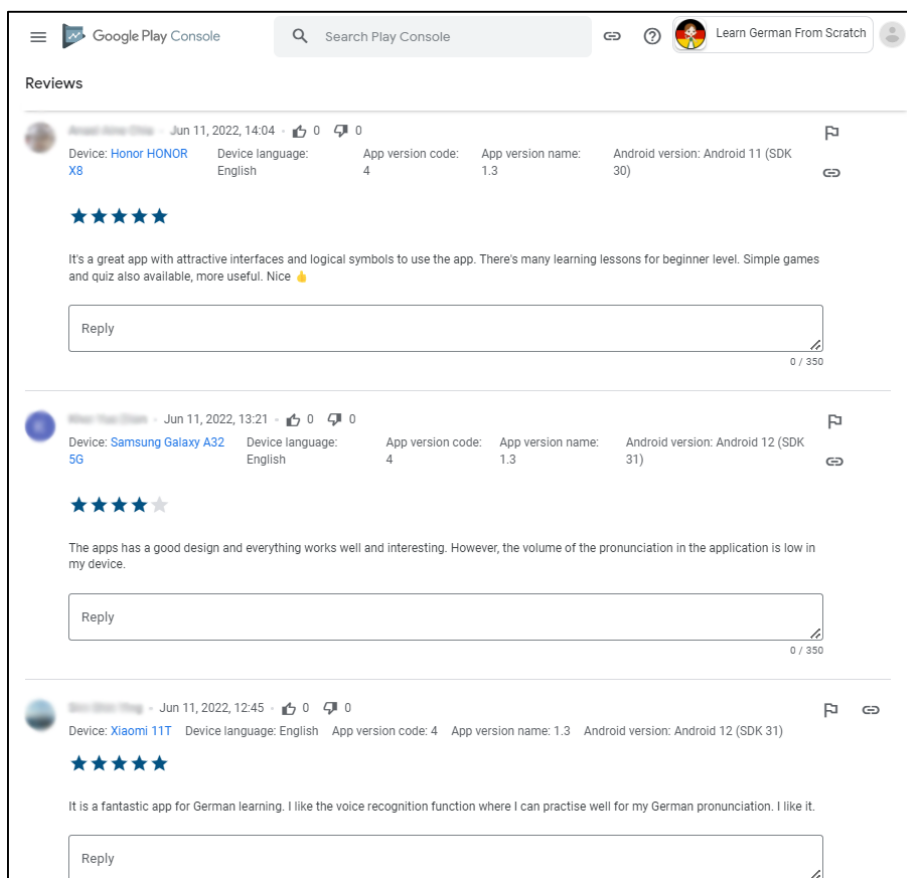 Google Play Console
Search Play Console
Learn German From Scratch
Reviews
Jun 11, 2022, 14:04 · 0 0
Device: Honor HONOR X8
Device language: English
App version code: 4
App version name: 1.3
Android version: Android 11 (SDK 30)
It's a great app with attractive interfaces and logical symbols to use the app. There's many learning lessons for beginner level. Simple games
and quiz also available, more useful. Nice 👍
Reply
0 / 350
K
Jun 11, 2022, 13:21 · 0 0
Device: Samsung Galaxy A32 5G
Device language: English
App version code: 4
App version name: 1.3
Android version: Android 12 (SDK 31)
The apps has a good design and everything works well and interesting. However, the volume of the pronunciation in the application is low in
my device.
Reply
0 / 350
Jun 11, 2022, 12:45 · 0 0
Device: Xiaomi 11T Device language: English App version code: 4 App version name: 1.3 Android version: Android 12 (SDK 31)
It is a fantastic app for German learning. I like the voice recognition function where I can practise well for my German pronunciation. I like it.
Reply